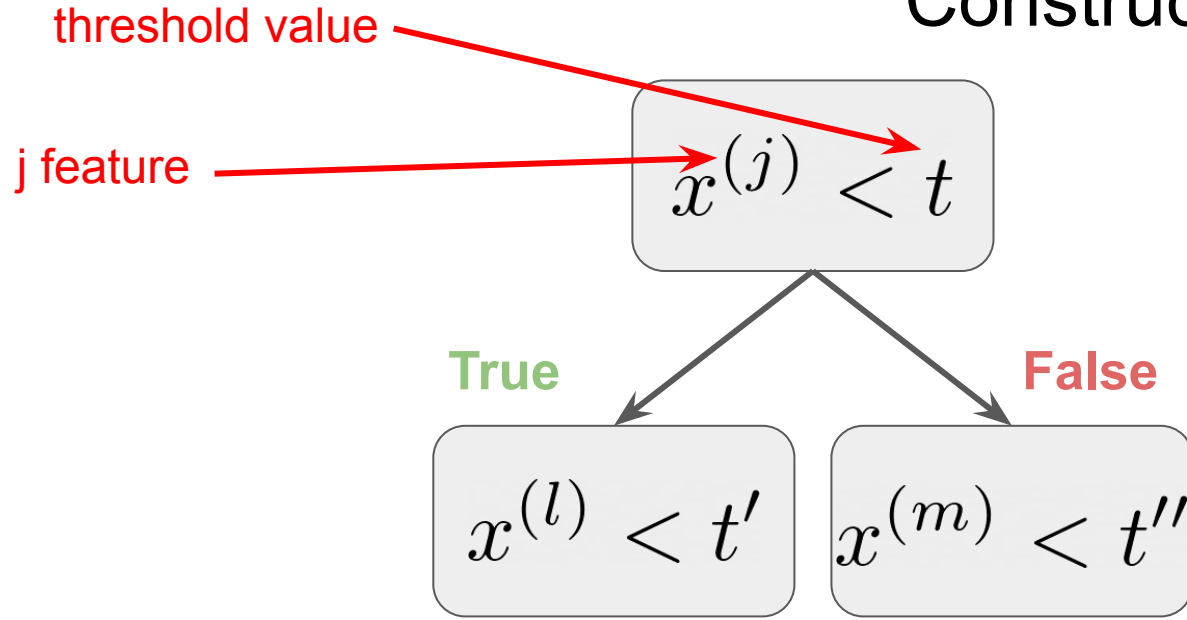 Construc
threshold value
j feature
x^{(j)} < t
True
False
x^{(l)} < t'
x^{(m)} < t''